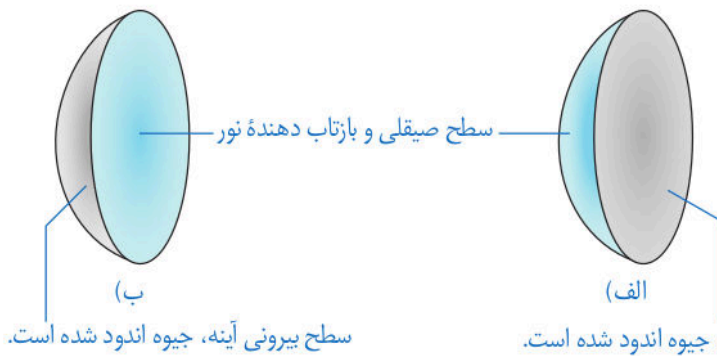 سطح صیقلی و بازتاب دهندهٔ نور
الف)
ب)
جیوه اندود شده است.
سطح بیرونی آینه، جیوه اندود شده است.